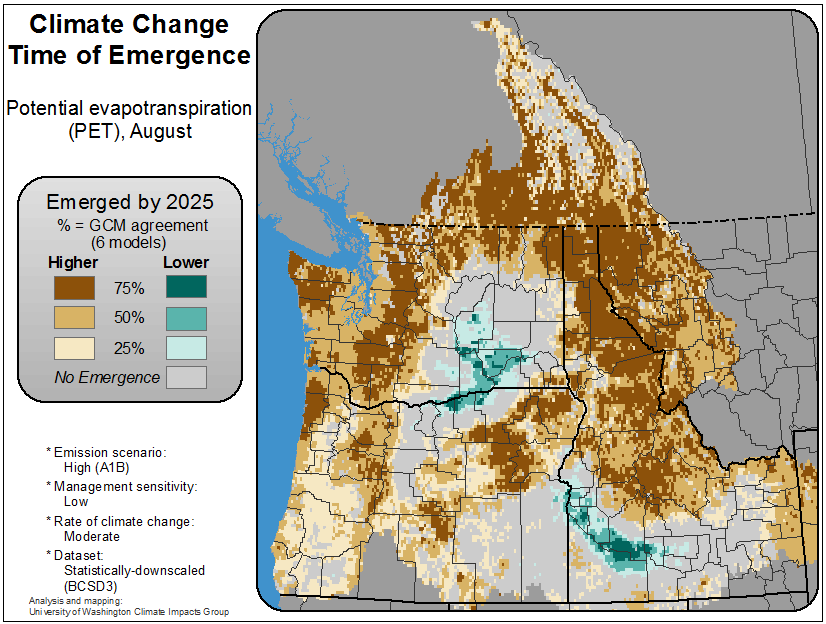 Climate Change
Time of Emergence
Potential evapotranspiration
(PET), August
Emerged by 2025
% = GCM agreement
(6 models)
Higher Lower
75%
50%
25%
No Emergence
* Emission scenario:
High (A1B)
* Management sensitivity:
Low
* Rate of climate change:
Moderate
* Dataset:
Statistically-downscaled
(BCSD3)
Analysis and mapping:
University of Washington Climate Impacts Group